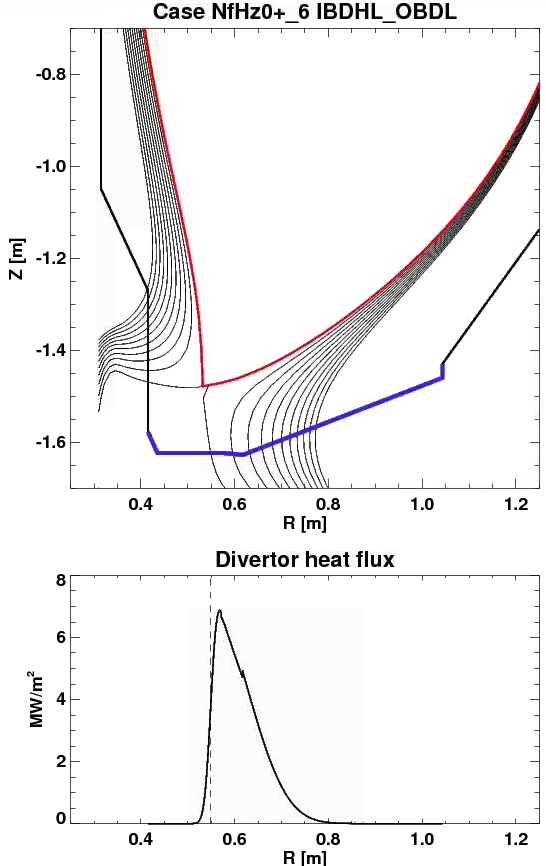 Case NfHz0+_6 IBDHL_OBDL
-0.8
-1.0
-1.2
-1.4
-1.6
Z [m]
0.4 0.6 0.8 1.0 1.2
R [m]
Divertor heat flux
8
6
4
2
0
MW/m²
0.4 0.6 0.8 1.0 1.2
R [m]